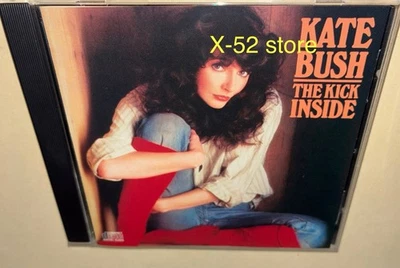 X-52 store
KATE
BUSH
THE KICK
INSIDE